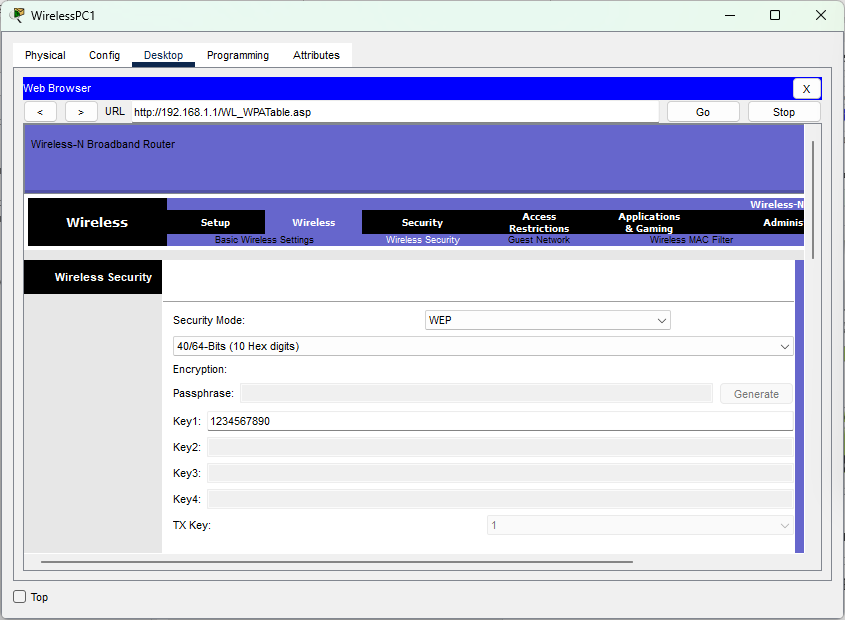 WirelessPC1
Physical Config Desktop Programming Attributes
Web Browser X
< > URL http://192.168.1.1/WL_WPATable.asp Go Stop
Wireless-N Broadband Router
Wireless-N
Wireless Setup Wireless Security Access Restrictions Applications & Gaming Adminis
Basic Wireless Settings Wireless Security Guest Network Wireless MAC Filter
Wireless Security
Security Mode: WEP
40/64-Bits (10 Hex digits)
Encryption:
Passphrase: Generate
Key1: 1234567890
Key2:
Key3:
Key4:
TX Key: 1
Top